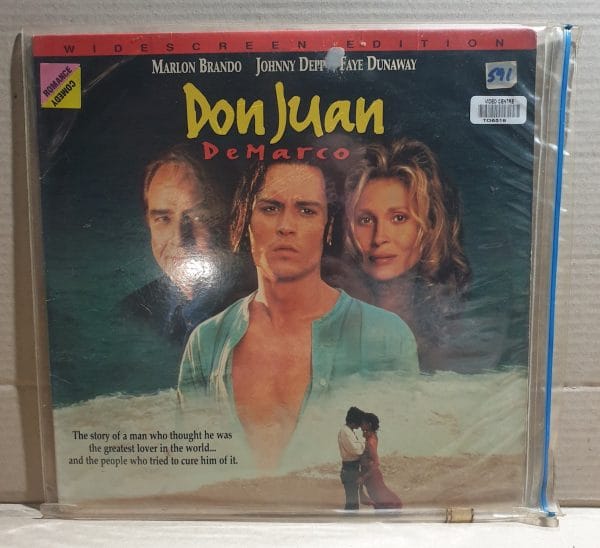 WIDESCREEN EDITION
MARLON BRANDO JOHNNY DEPP FAYE DUNAWAY
ROMANCE
COMEDY
591
VIDEO CENTRE
Don Juan
DeMarco
The story of a man who thought he was
the greatest lover in the world...
and the people who tried to cure him of it.